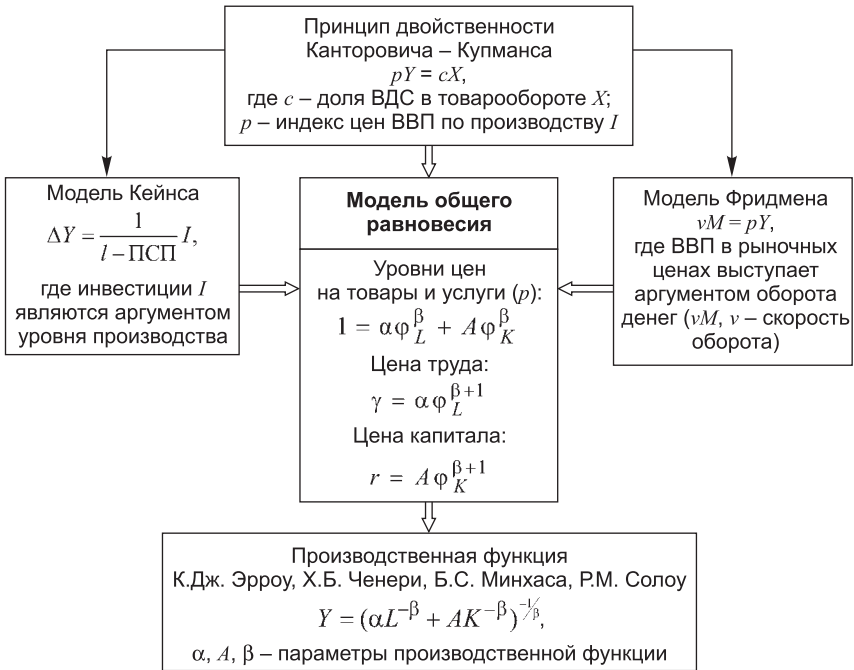 Принцип двойственности
Канторовича – Купманса
pY = cX,
где c – доля ВДС в товарообороте X;
p – индекс цен ВВП по производству I
Модель Кейнса
ΔY = 1/(l – ПСП) I,
где инвестиции I
являются аргументом
уровня производства
Модель общего
равновесия
Уровни цен
на товары и услуги (p):
1 = αφ_L^β + Aφ_K^β
Цена труда:
γ = αφ_L^{β+1}
Цена капитала:
r = Aφ_K^{β+1}
Модель Фридмена
vM = pY,
где ВВП в рыночных
ценах выступает
аргументом оборота
денег (vM, v – скорость
оборота)
Производственная функция
К.Дж. Эрроу, Х.Б. Ченери, Б.С. Минхаса, Р.М. Солоу
Y = (αL^{–β} + AK^{–β})^{–1/β},
α, A, β – параметры производственной функции